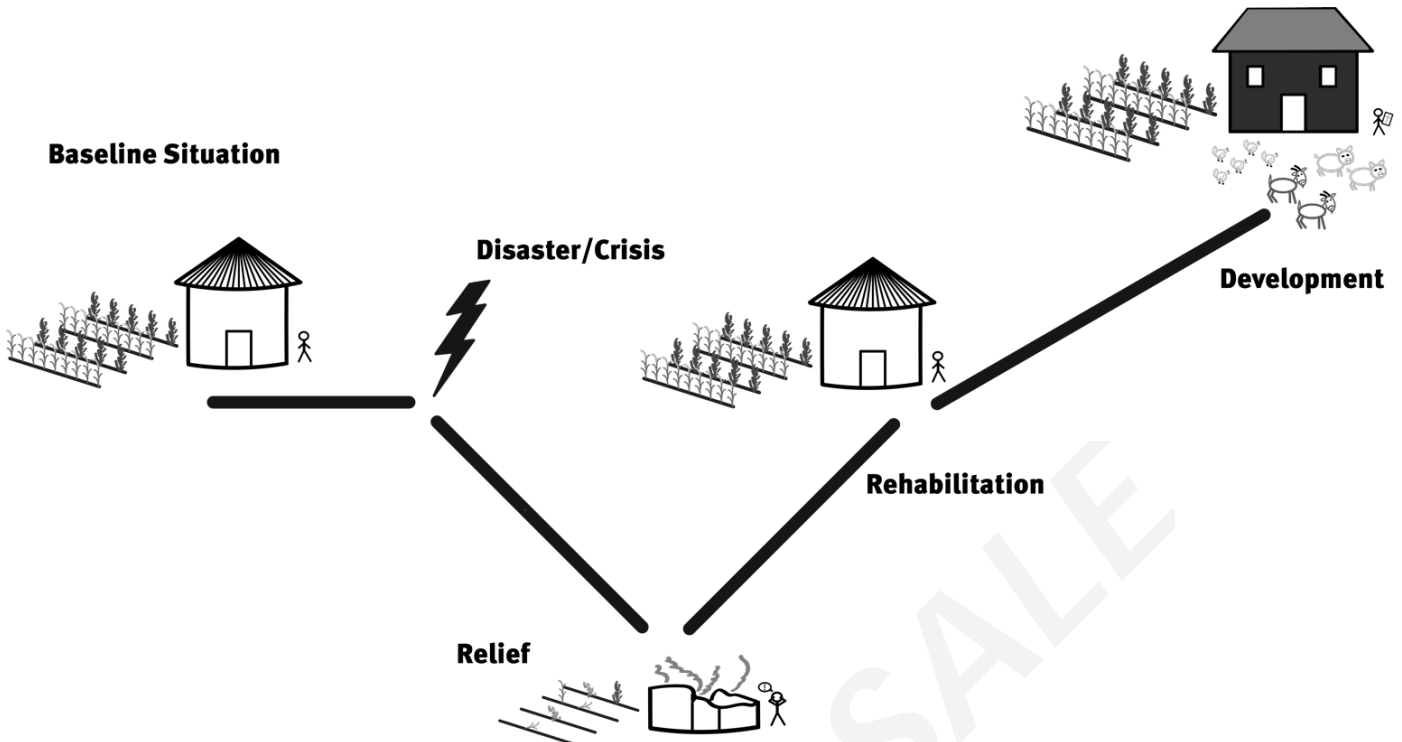 Baseline Situation
Disaster/Crisis
Development
Rehabilitation
Relief
SALE